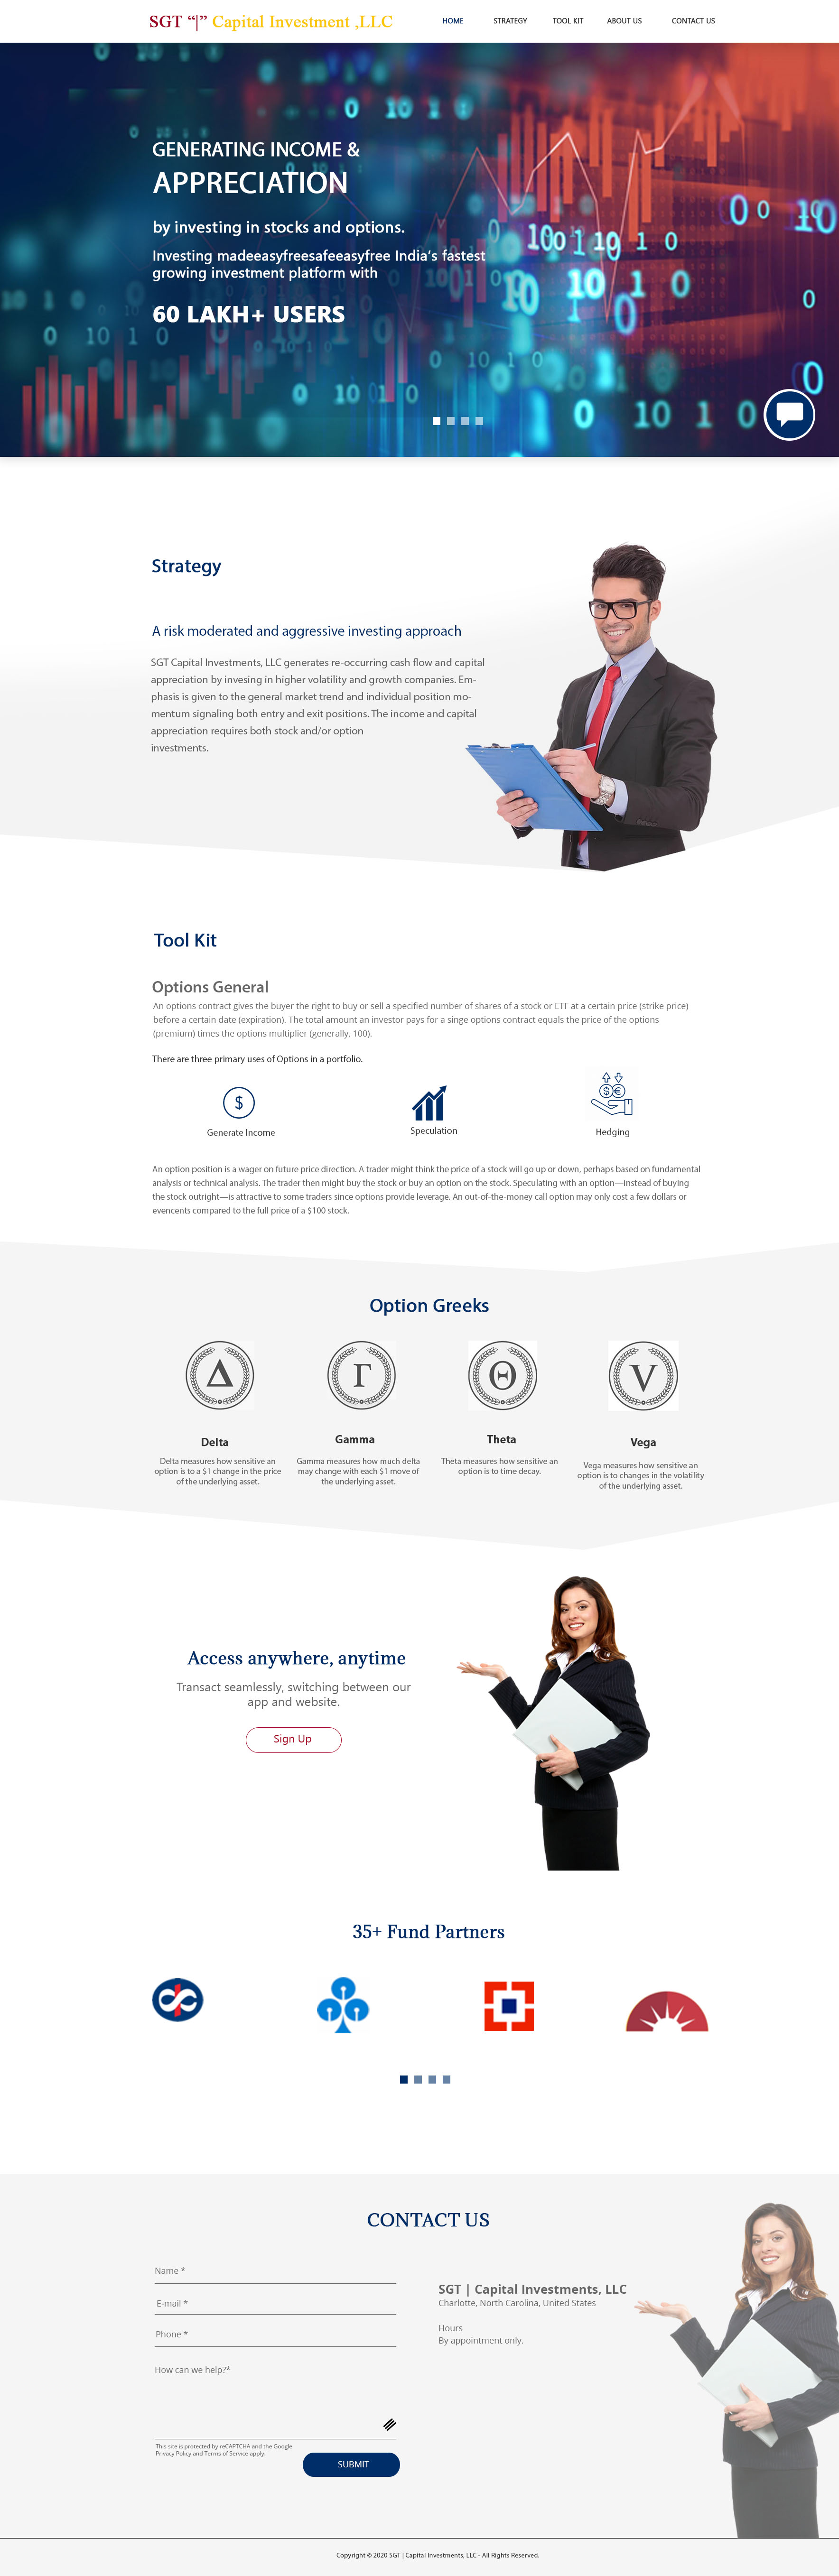 SGT “|” Capital Investment ,LLC
HOME
STRATEGY
TOOL KIT
ABOUT US
CONTACT US
GENERATING INCOME &
APPRECIATION
by investing in stocks and options.
Investing madeeasyfreesafeeasyfree India’s fastest
growing investment platform with
60 LAKH+ USERS
Strategy
A risk moderated and aggressive investing approach
SGT Capital Investments, LLC generates re-occurring cash flow and capital
appreciation by invesing in higher volatility and growth companies. Em-
phasis is given to the general market trend and individual position mo-
mentum signaling both entry and exit positions. The income and capital
appreciation requires both stock and/or option
investments.
Tool Kit
Options General
An options contract gives the buyer the right to buy or sell a specified number of shares of a stock or ETF at a certain price (strike price)
before a certain date (expiration). The total amount an investor pays for a singe options contract equals the price of the options
(premium) times the options multiplier (generally, 100).
There are three primary uses of Options in a portfolio.
Generate Income
Speculation
Hedging
An option position is a wager on future price direction. A trader might think the price of a stock will go up or down, perhaps based on fundamental
analysis or technical analysis. The trader then might buy the stock or buy an option on the stock. Speculating with an option—instead of buying
the stock outright—is attractive to some traders since options provide leverage. An out-of-the-money call option may only cost a few dollars or
evencents compared to the full price of a $100 stock.
Option Greeks
Δ
Γ
Θ
V
Delta
Gamma
Theta
Vega
Delta measures how sensitive an
option is to a $1 change in the price
of the underlying asset.
Gamma measures how much delta
may change with each $1 move of
the underlying asset.
Theta measures how sensitive an
option is to time decay.
Vega measures how sensitive an
option is to changes in the volatility
of the underlying asset.
Access anywhere, anytime
Transact seamlessly, switching between our
app and website.
Sign Up
35+ Fund Partners
CONTACT US
Name *
E-mail *
Phone *
How can we help?*
This site is protected by reCAPTCHA and the Google
Privacy Policy and Terms of Service apply.
SUBMIT
SGT | Capital Investments, LLC
Charlotte, North Carolina, United States
Hours
By appointment only.
Copyright © 2020 SGT | Capital Investments, LLC - All Rights Reserved.